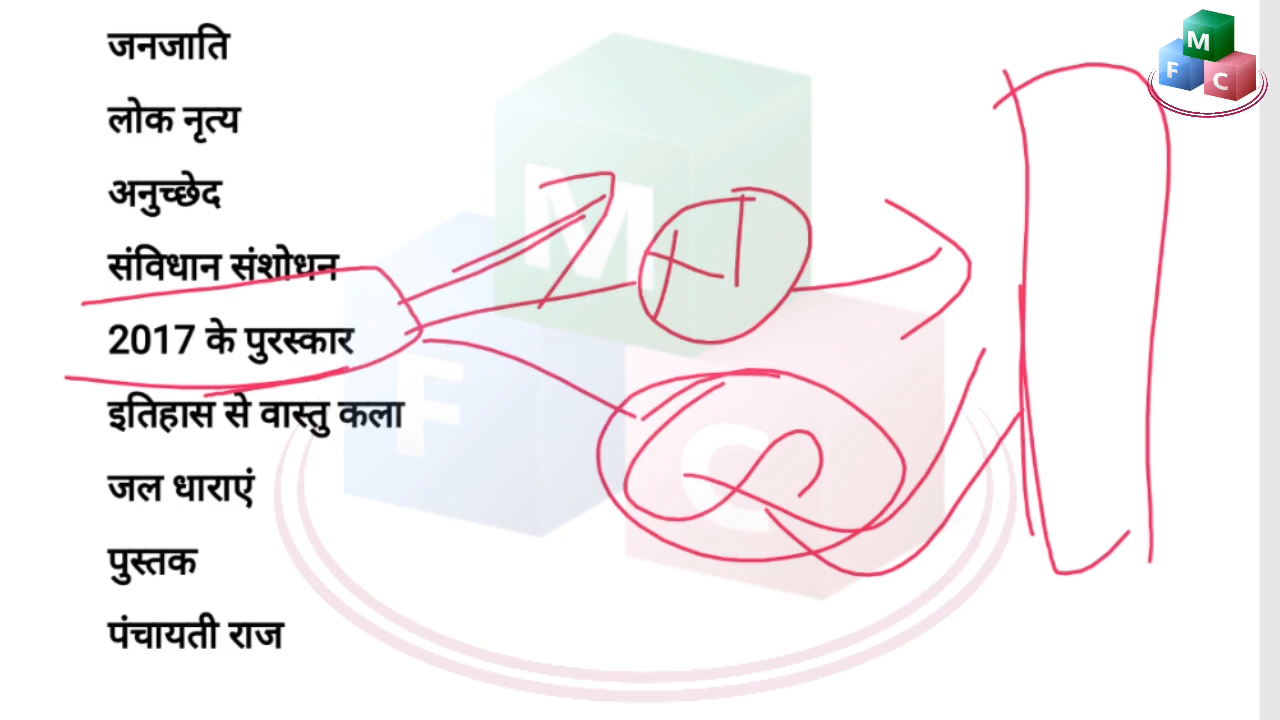 जनजाति
लोक नृत्य
अनुच्छेद
संविधान संशोधन
2017 के पुरस्कार
इतिहास से वास्तु कला
जल धाराएं
पुस्तक
पंचायती राज
M
F
C
M
F
C